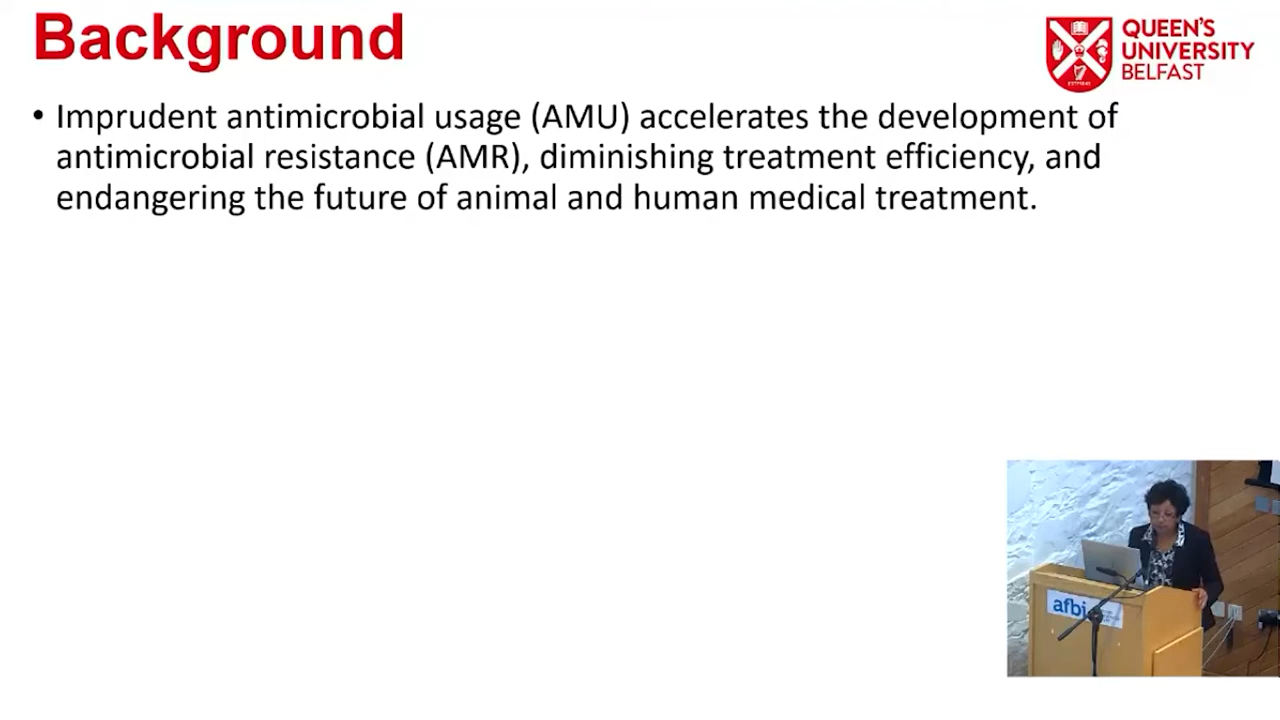 Background
QUEEN'S
UNIVERSITY
BELFAST
• Imprudent antimicrobial usage (AMU) accelerates the development of
antimicrobial resistance (AMR), diminishing treatment efficiency, and
endangering the future of animal and human medical treatment.
afbi